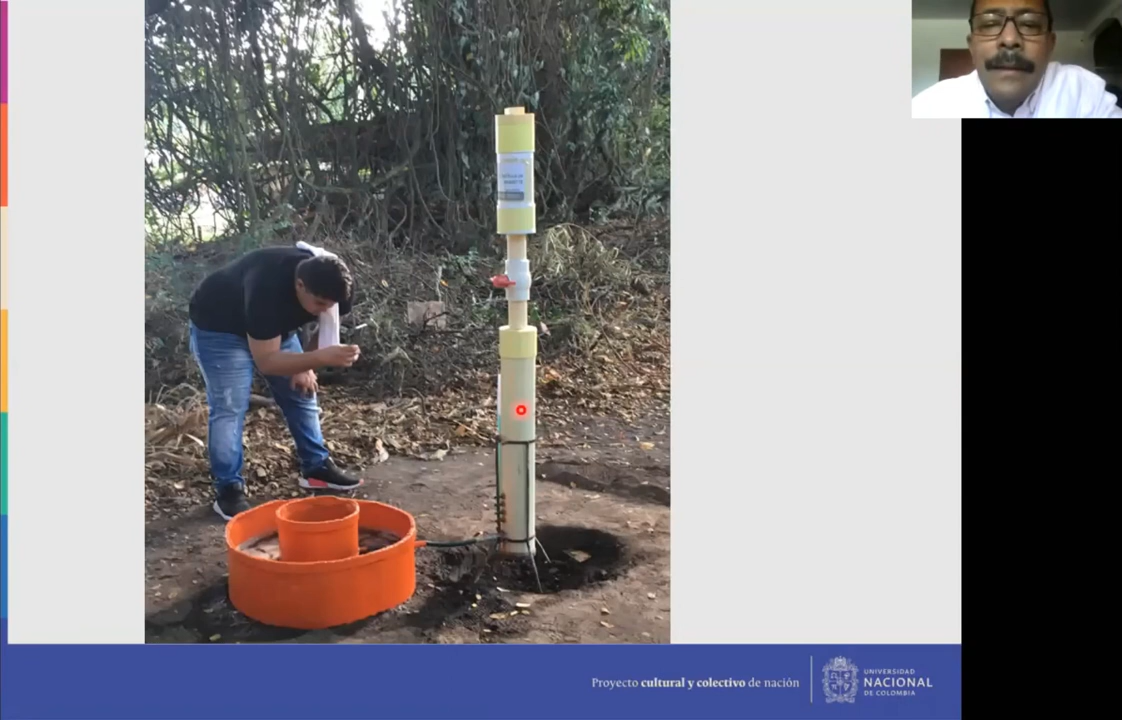 Proyecto cultural y colectivo de nación
UNIVERSIDAD
NACIONAL
DE COLOMBIA